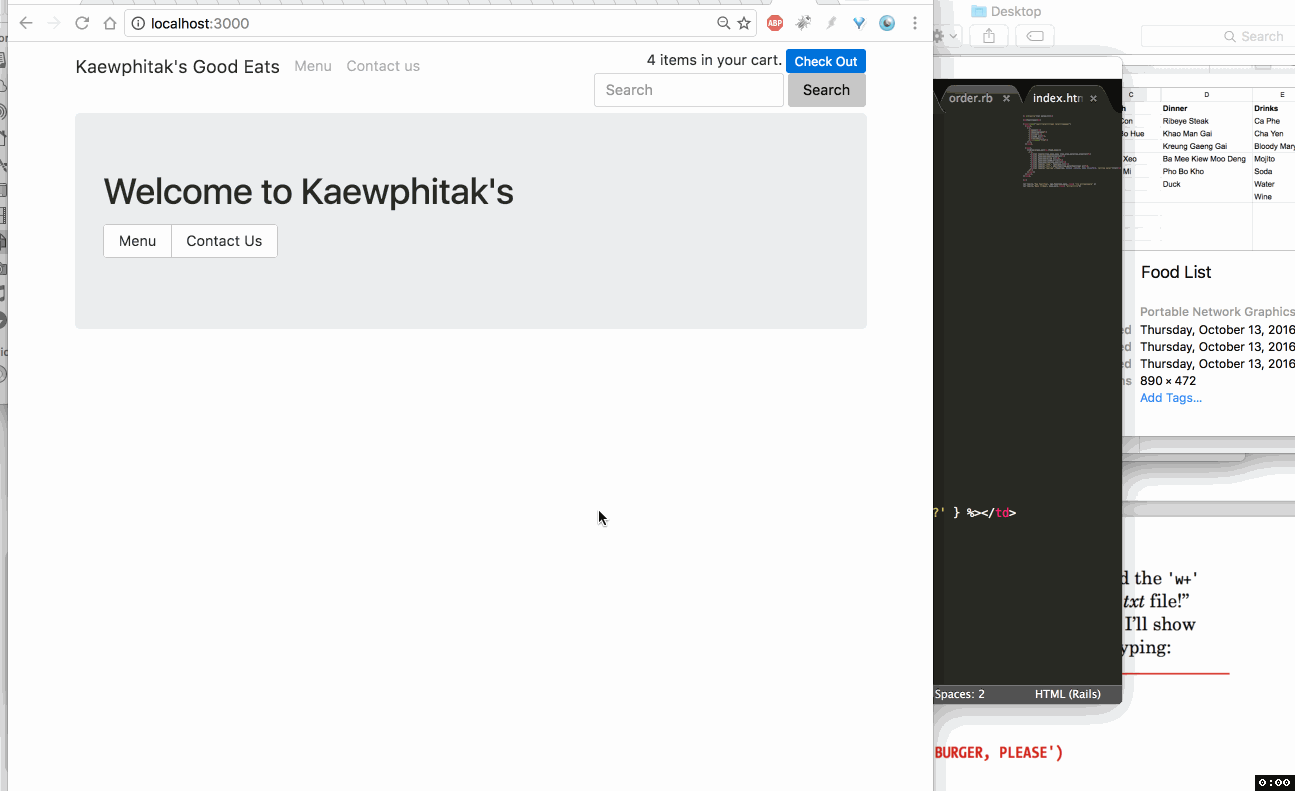 localhost:3000
ABP
Kaewphitak's Good Eats
Menu
Contact us
4 items in your cart.
Check Out
Search
Search
Welcome to Kaewphitak's
Menu
Contact Us
Desktop
Search
order.rb ×
index.htm ×
?' } %></td>
Spaces: 2
HTML (Rails)
C D E
h Dinner Drinks
Con Ribeye Steak Ca Phe
Bo Hue Khao Man Gai Cha Yen
Kreung Gaeng Gai Bloody Mary
Xeo Ba Mee Kiew Moo Deng Mojito
Mi Pho Bo Kho Soda
Duck Water
Wine
Food List
Portable Network Graphics
ed Thursday, October 13, 2016
ed Thursday, October 13, 2016
ed Thursday, October 13, 2016
ns 890 × 472
Add Tags...
d the 'w+'
txt file!”
I’ll show
yping:
BURGER, PLEASE')
0:00